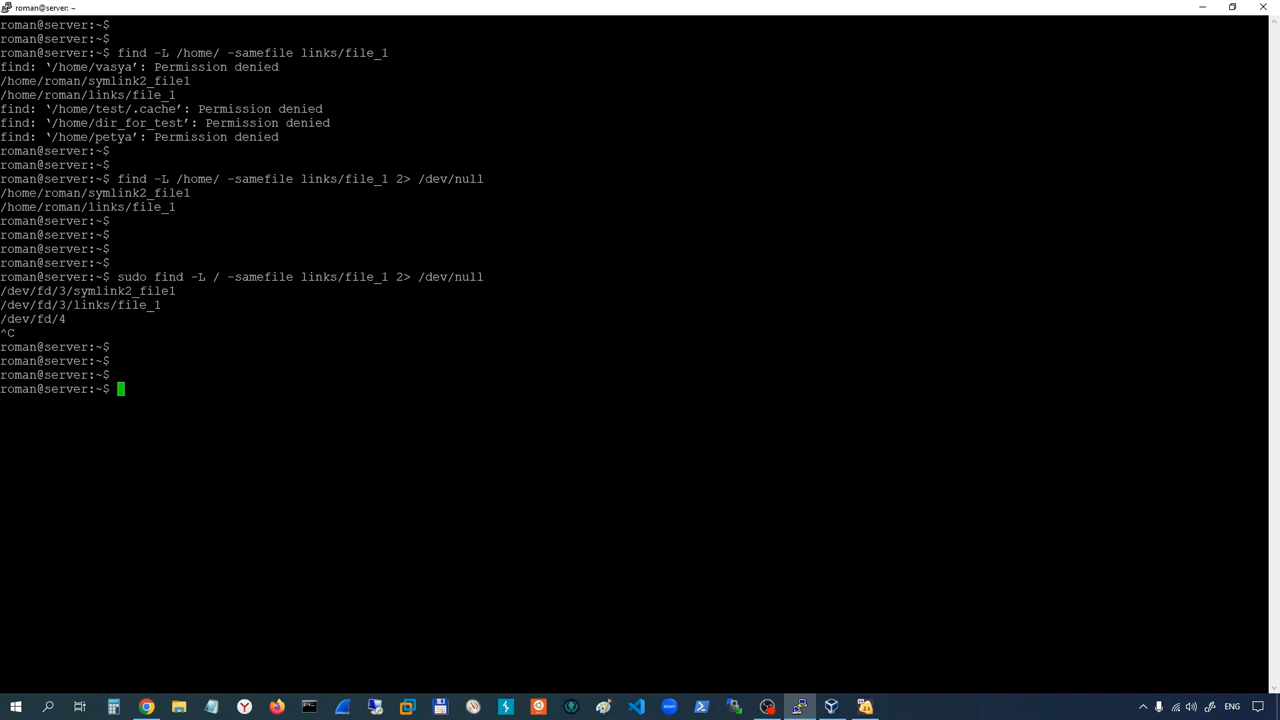 roman@server: ~
roman@server:~$
roman@server:~$
roman@server:~$ find -L /home/ -samefile links/file_1
find: ‘/home/vasya’: Permission denied
/home/roman/symlink2_file1
/home/roman/links/file_1
find: ‘/home/test/.cache’: Permission denied
find: ‘/home/dir_for_test’: Permission denied
find: ‘/home/petya’: Permission denied
roman@server:~$
roman@server:~$
roman@server:~$ find -L /home/ -samefile links/file_1 2> /dev/null
/home/roman/symlink2_file1
/home/roman/links/file_1
roman@server:~$
roman@server:~$
roman@server:~$
roman@server:~$
roman@server:~$ sudo find -L / -samefile links/file_1 2> /dev/null
/dev/fd/3/symlink2_file1
/dev/fd/3/links/file_1
/dev/fd/4
^C
roman@server:~$
roman@server:~$
roman@server:~$
roman@server:~$
ENG